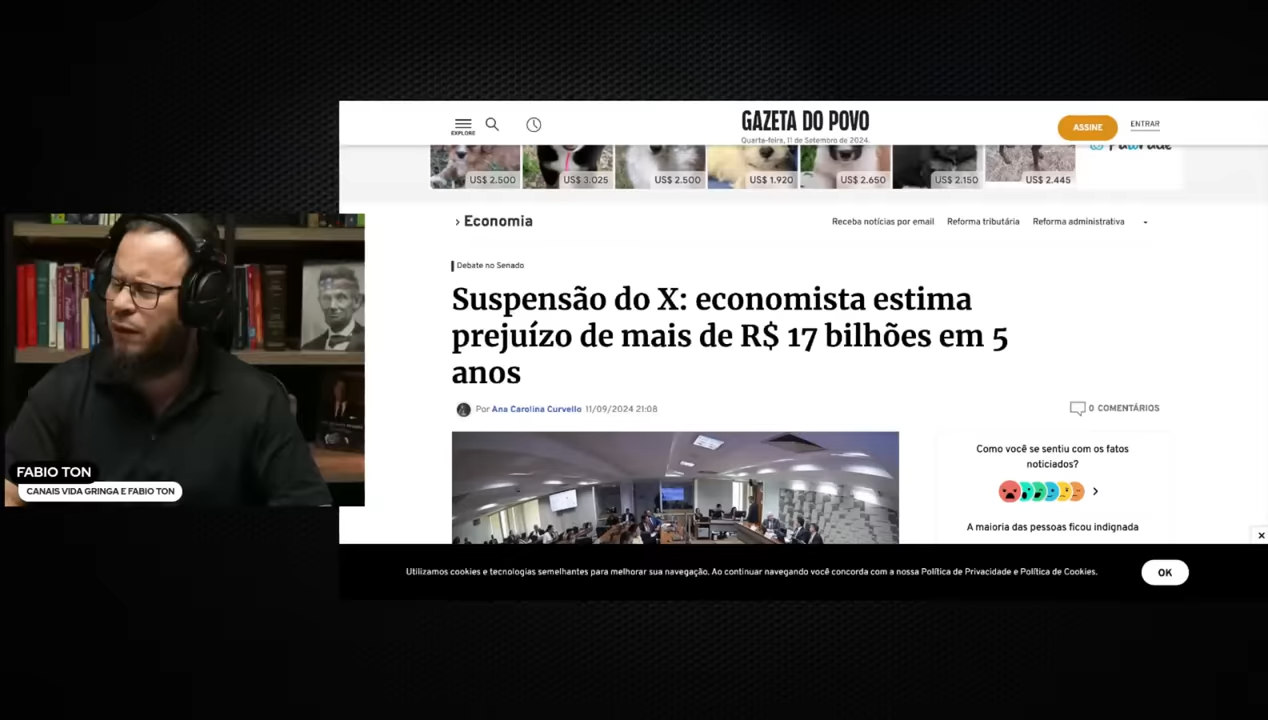 EXPLORE
GAZETA DO POVO
Quarta-feira, 11 de Setembro de 2024.
ASSINE
ENTRAR
US$ 2.500
US$ 3.025
US$ 2.500
US$ 1.920
US$ 2.650
US$ 2.150
US$ 2.445
› Economia
Receba notícias por email
Reforma tributária
Reforma administrativa
Debate no Senado
Suspensão do X: economista estima
prejuízo de mais de R$ 17 bilhões em 5
anos
Por Ana Carolina Curvello 11/09/2024 21:08
0 COMENTÁRIOS
Como você se sentiu com os fatos
noticiados?
A maioria das pessoas ficou indignada
FABIO TON
CANAIS VIDA GRINGA E FABIO TON
Utilizamos cookies e tecnologias semelhantes para melhorar sua navegação. Ao continuar navegando você concorda com a nossa Política de Privacidade e Política de Cookies.
OK